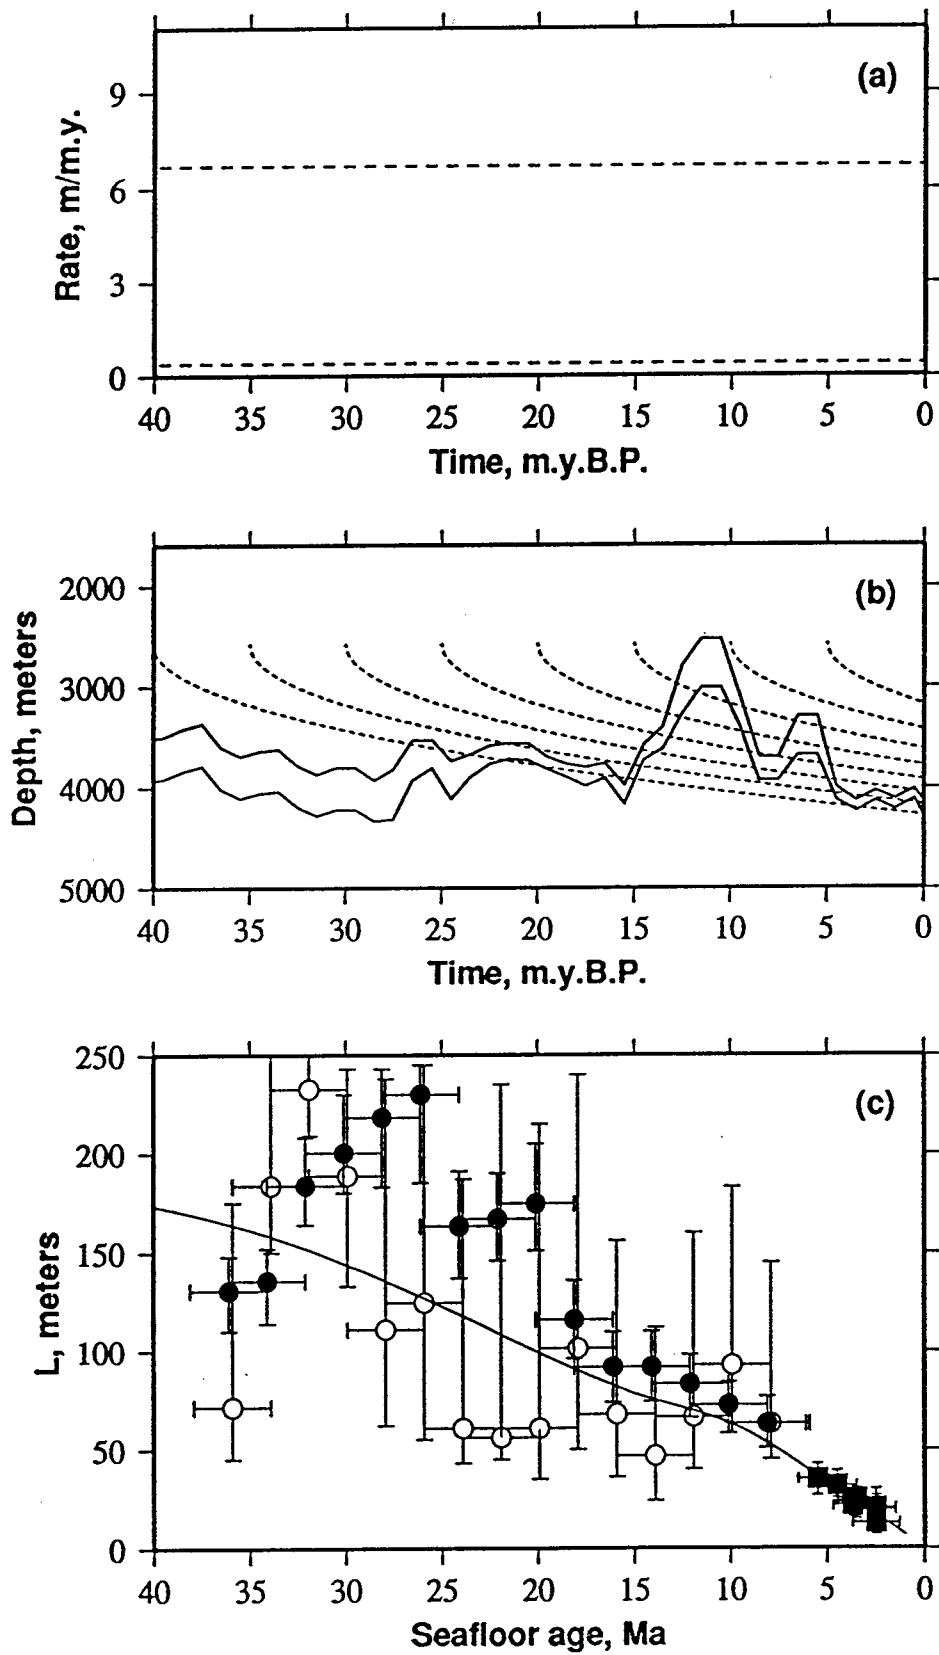 (a)
Rate, m/m.y.
9
6
3
0
40 35 30 25 20 15 10 5 0
Time, m.y.B.P.
(b)
Depth, meters
2000
3000
4000
5000
40 35 30 25 20 15 10 5 0
Time, m.y.B.P.
(c)
L, meters
250
200
150
100
50
0
40 35 30 25 20 15 10 5 0
Seafloor age, Ma